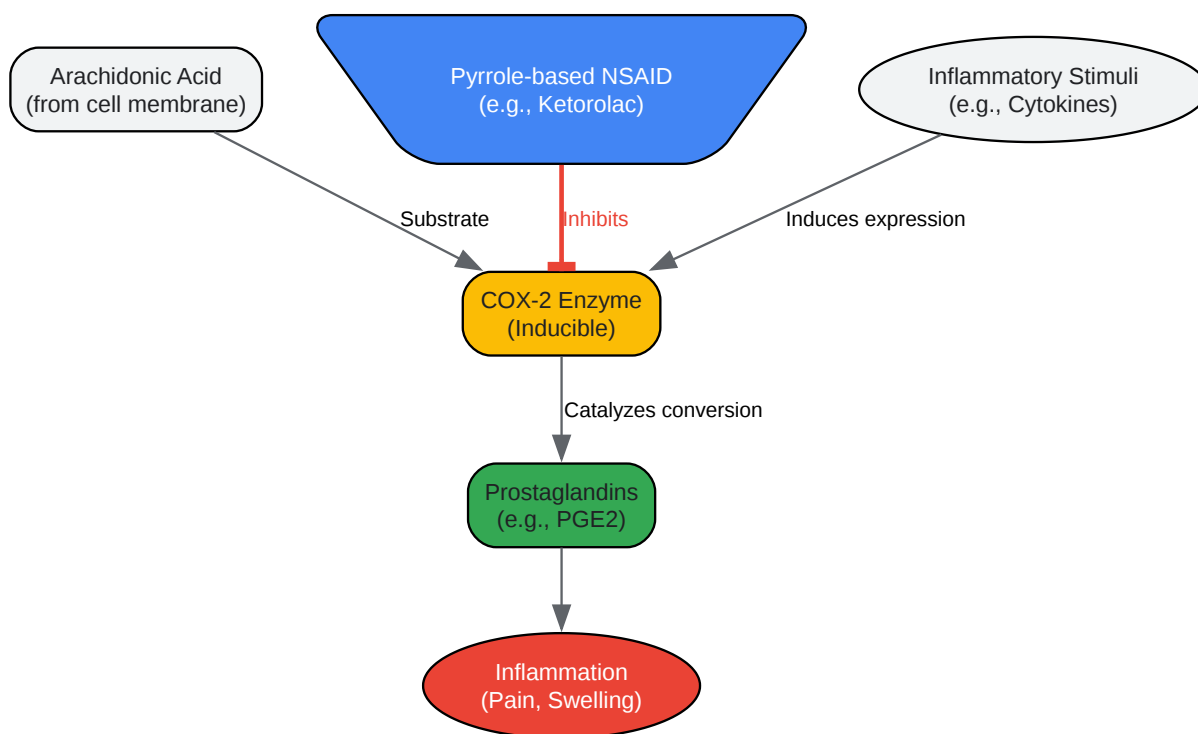 Arachidonic Acid
(from cell membrane)
Pyrrole-based NSAID
(e.g., Ketorolac)
Inflammatory Stimuli
(e.g., Cytokines)
Substrate
Inhibits
Induces expression
COX-2 Enzyme
(Inducible)
Catalyzes conversion
Prostaglandins
(e.g., PGE2)
Inflammation
(Pain, Swelling)